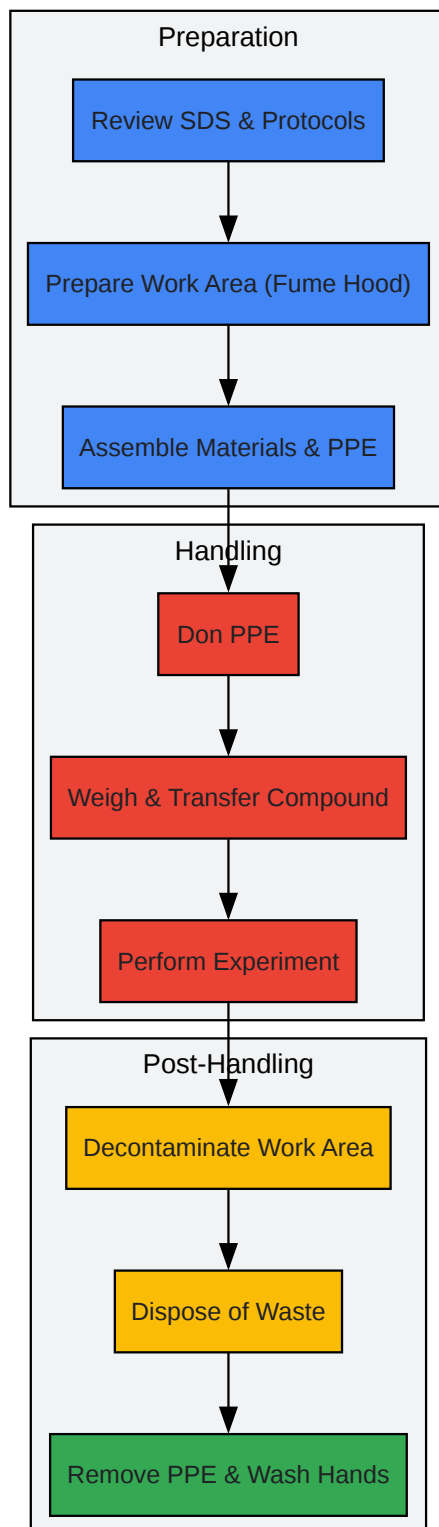 Preparation
Review SDS & Protocols
Prepare Work Area (Fume Hood)
Assemble Materials & PPE
Handling
Don PPE
Weigh & Transfer Compound
Perform Experiment
Post-Handling
Decontaminate Work Area
Dispose of Waste
Remove PPE & Wash Hands